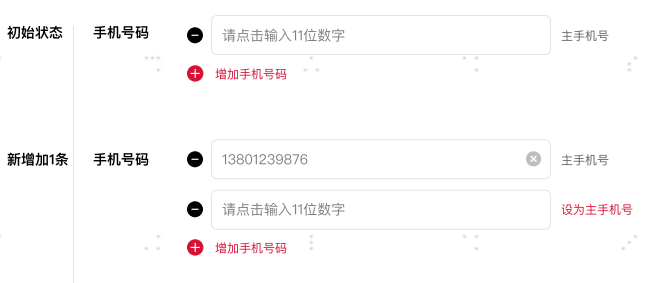 初始状态 手机号码 请点击输入11位数字 主手机号
增加手机号码
新增加1条 手机号码 13801239876 主手机号
请点击输入11位数字 设为主手机号
增加手机号码